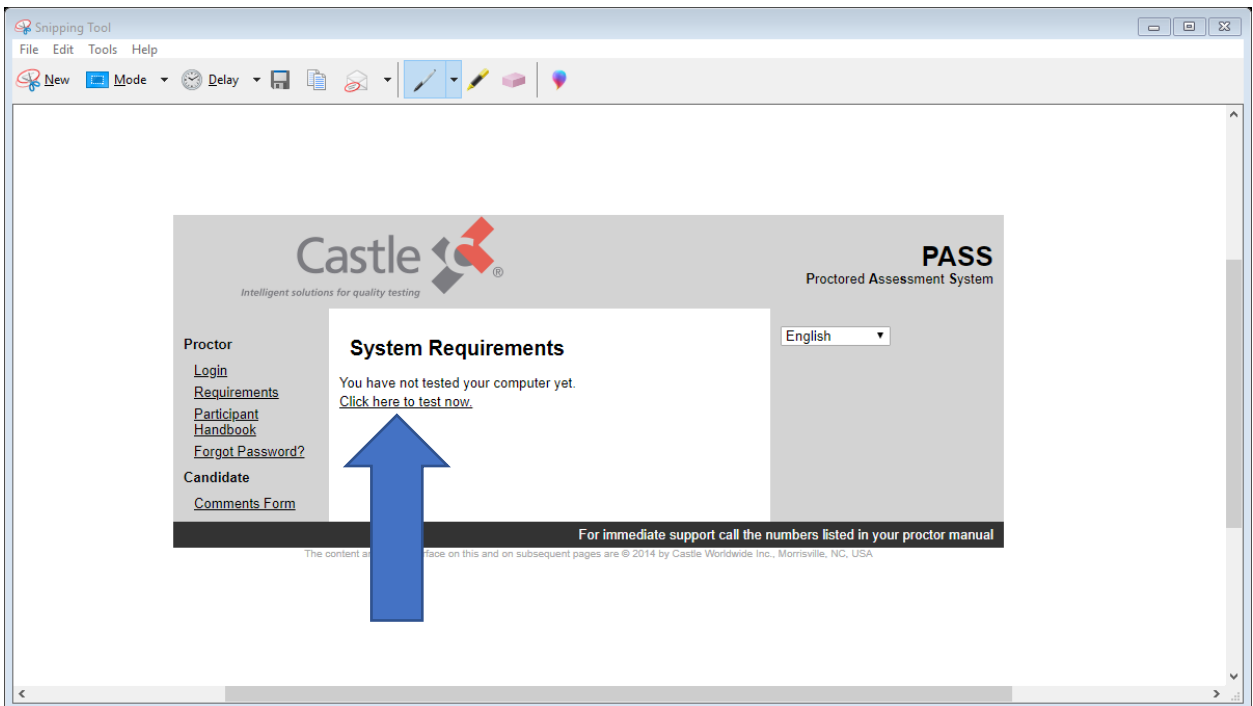 Snipping Tool
File Edit Tools Help
New Mode Delay
Castle ®
Intelligent solutions for quality testing
PASS
Proctored Assessment System
Proctor
Login
Requirements
Participant
Handbook
Forgot Password?
Candidate
Comments Form
System Requirements
You have not tested your computer yet.
Click here to test now.
English
For immediate support call the numbers listed in your proctor manual
The content a face on this and on subsequent pages are © 2014 by Castle Worldwide Inc., Morrisville, NC, USA